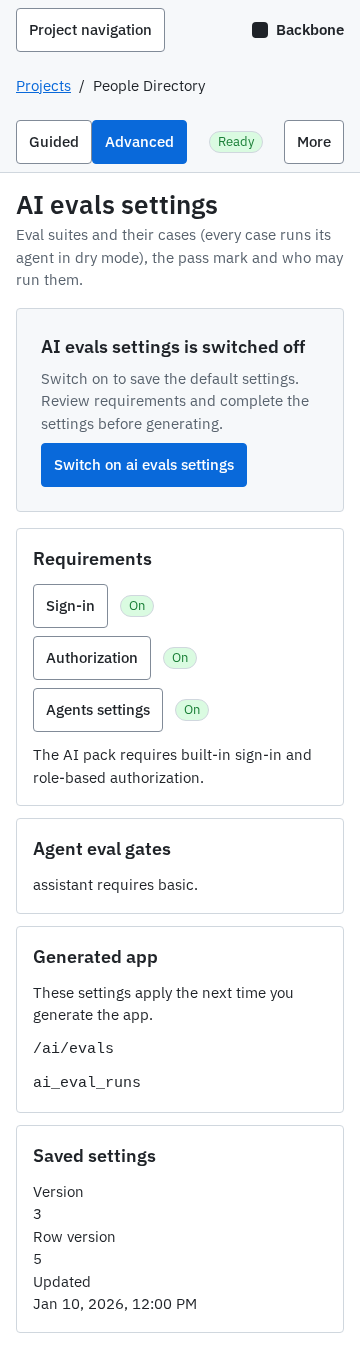 Project navigation
Backbone
Projects / People Directory
Guided
Advanced
Ready
More
AI evals settings
Eval suites and their cases (every case runs its
agent in dry mode), the pass mark and who may
run them.
AI evals settings is switched off
Switch on to save the default settings.
Review requirements and complete the
settings before generating.
Switch on ai evals settings
Requirements
Sign-in
On
Authorization
On
Agents settings
On
The AI pack requires built-in sign-in and
role-based authorization.
Agent eval gates
assistant requires basic.
Generated app
These settings apply the next time you
generate the app.
/ai/evals
ai_eval_runs
Saved settings
Version
3
Row version
5
Updated
Jan 10, 2026, 12:00 PM